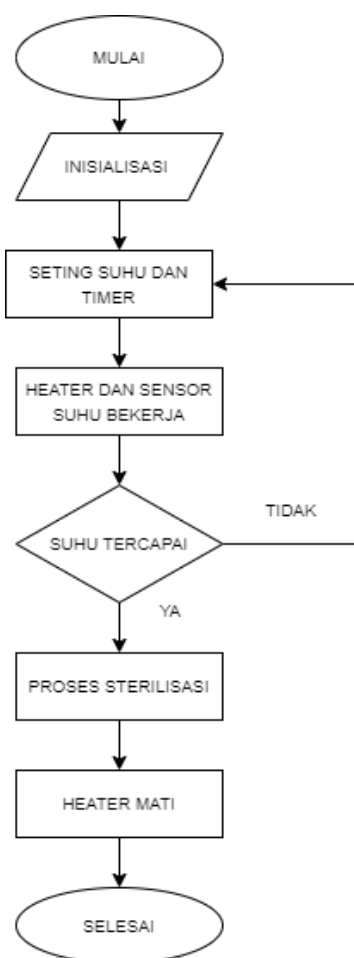 MULAI
INISIALISASI
SETING SUHU DAN
TIMER
HEATER DAN SENSOR
SUHU BEKERJA
SUHU TERCAPAI
TIDAK
YA
PROSES STERILISASI
HEATER MATI
SELESAI